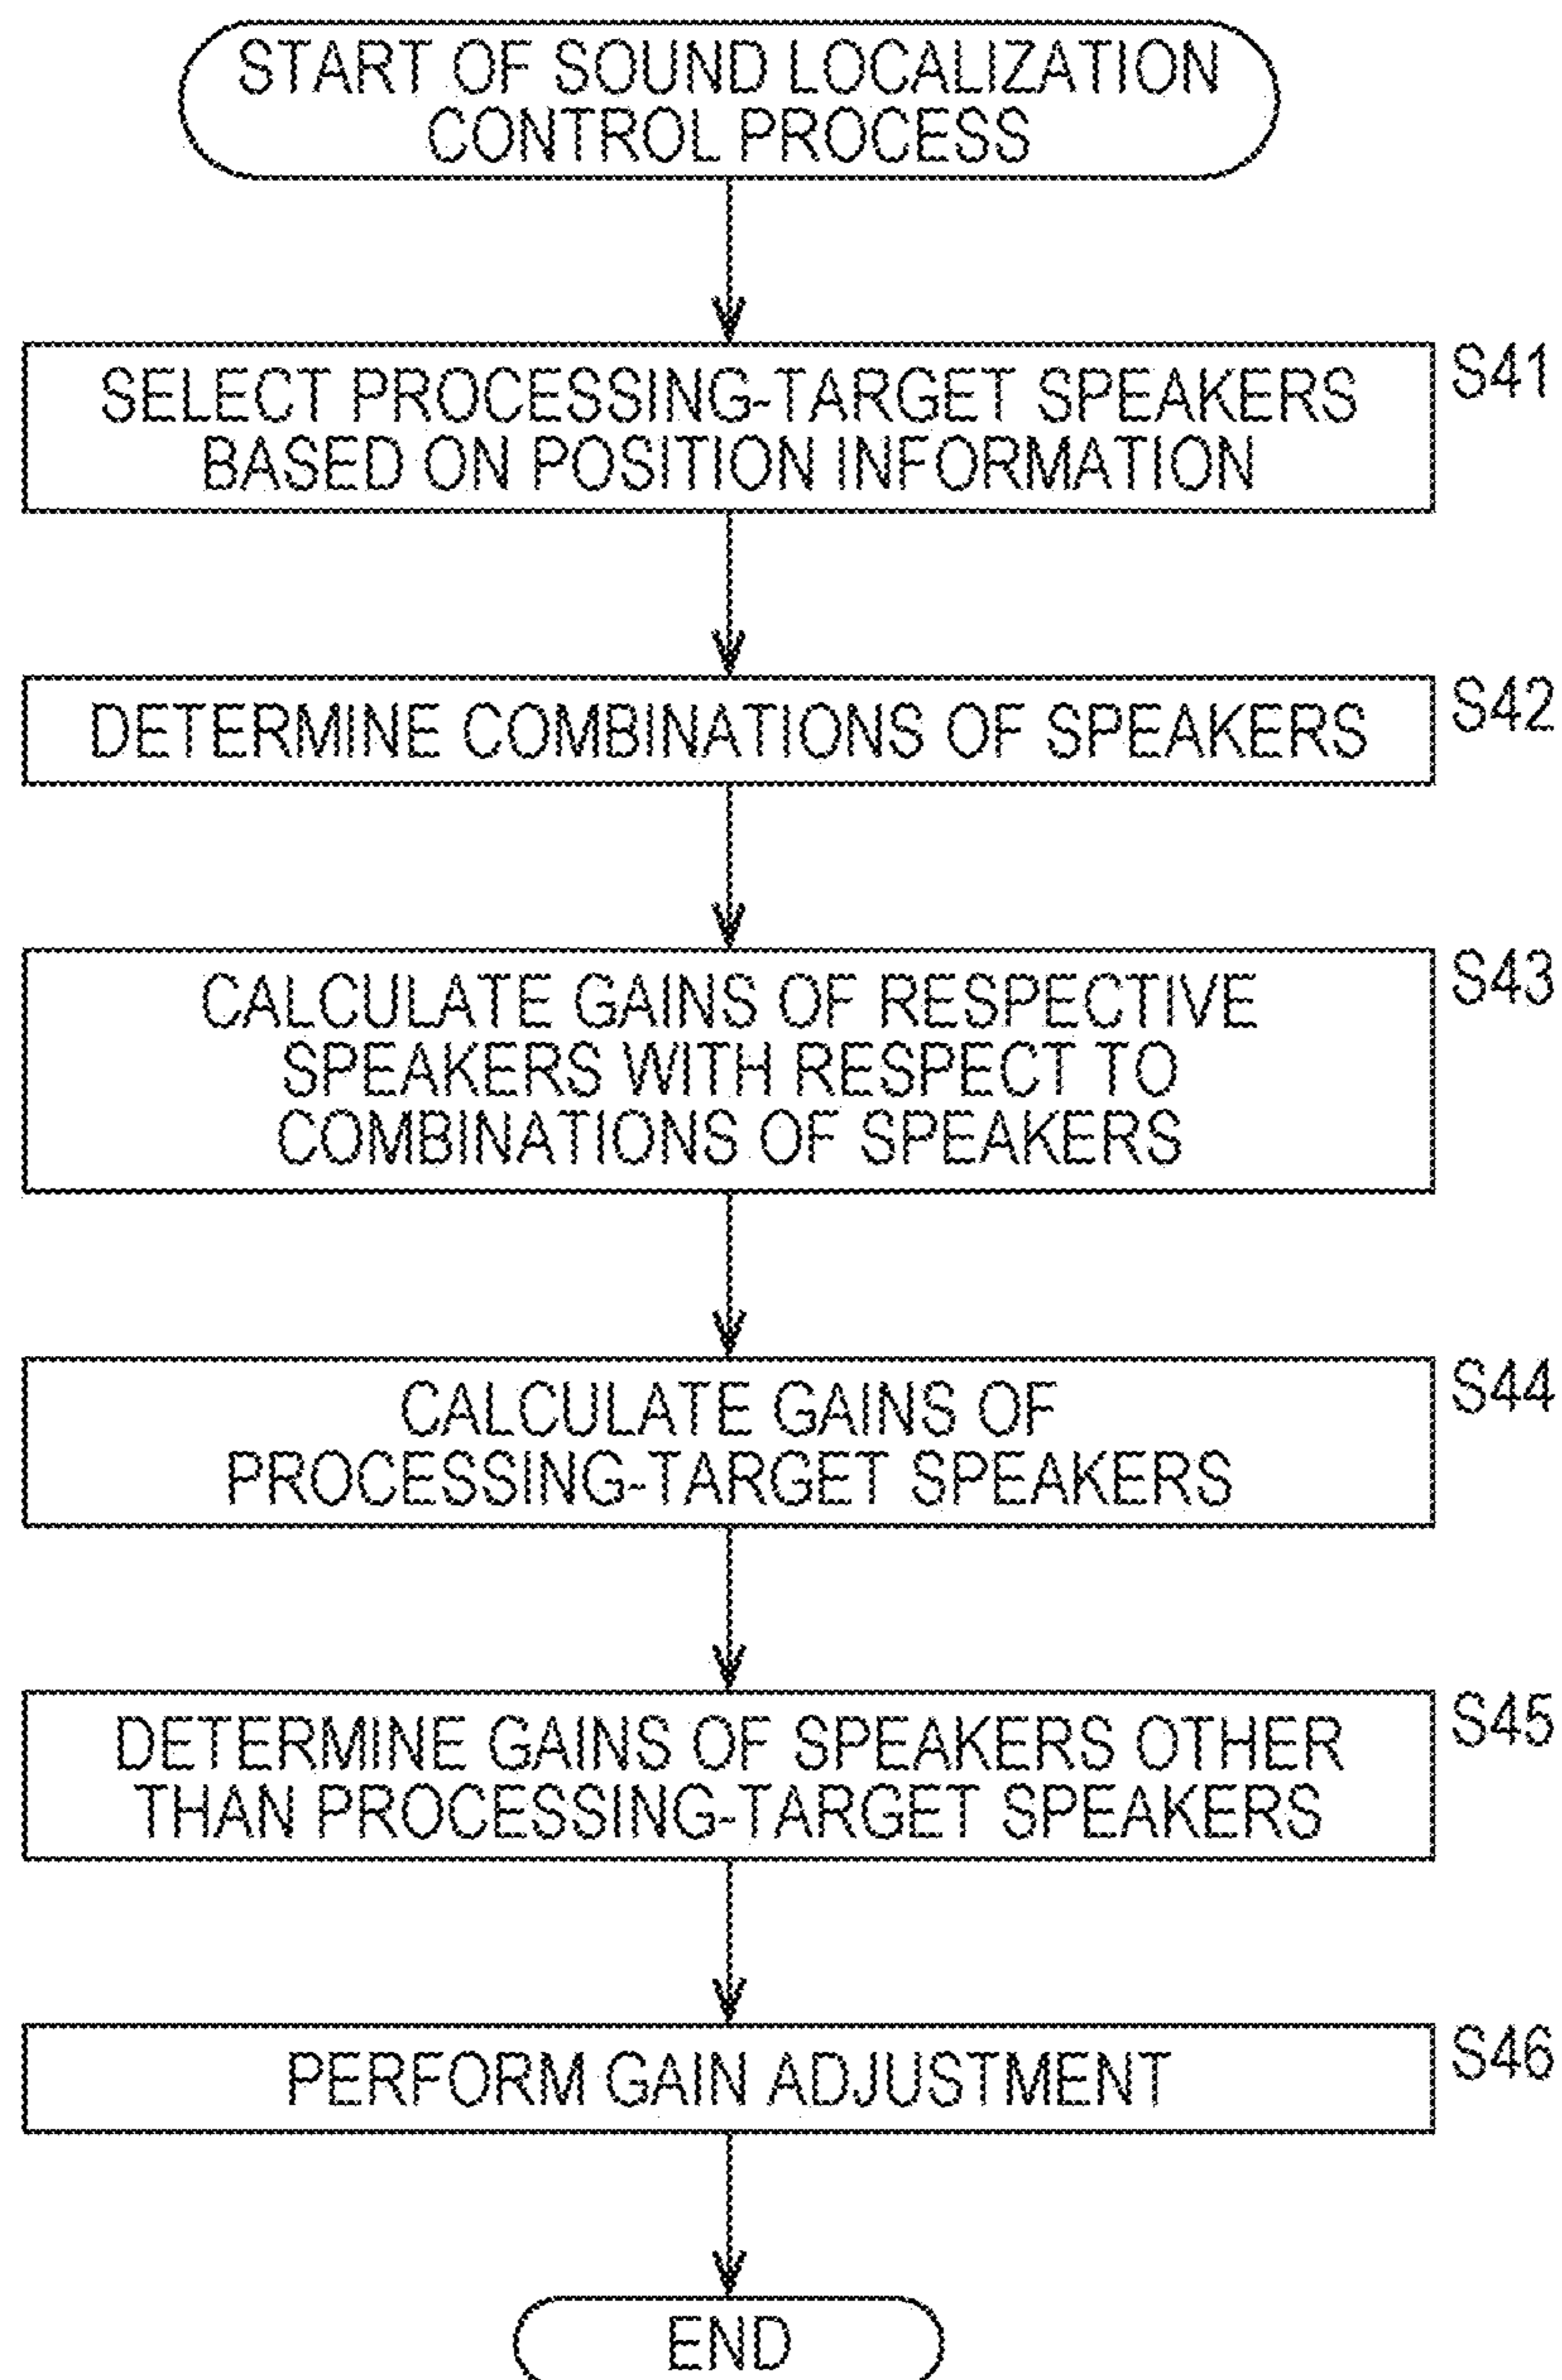 START OF SOUND LOCALIZATION
CONTROL PROCESS
SELECT PROCESSING-TARGET SPEAKERS
BASED ON POSITION INFORMATION
S41
DETERMINE COMBINATIONS OF SPEAKERS
S42
CALCULATE GAINS OF RESPECTIVE
SPEAKERS WITH RESPECT TO
COMBINATIONS OF SPEAKERS
S43
CALCULATE GAINS OF
PROCESSING-TARGET SPEAKERS
S44
DETERMINE GAINS OF SPEAKERS OTHER
THAN PROCESSING-TARGET SPEAKERS
S45
PERFORM GAIN ADJUSTMENT
S46
END